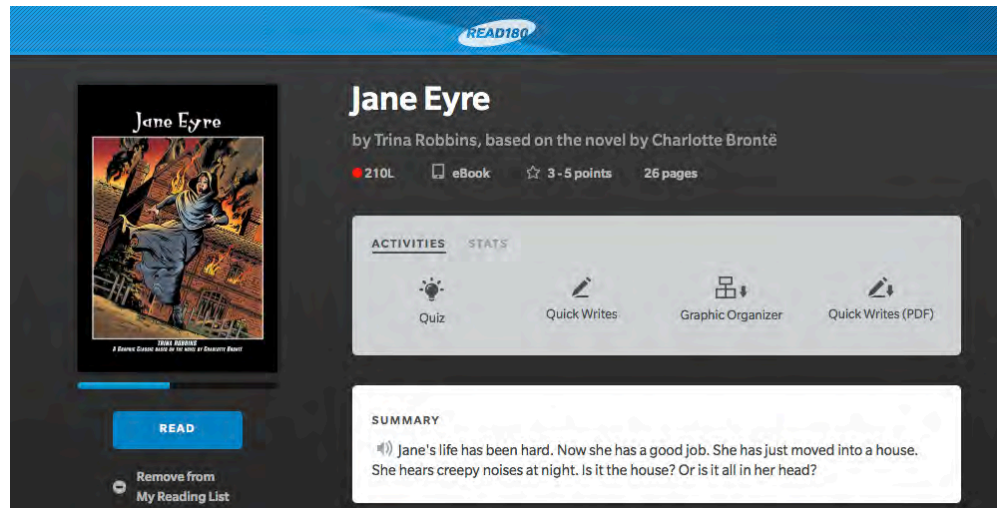 READ180
Jane Eyre
TRINA ROBBINS
A GRAPHIC CLASSIC BASED ON THE NOVEL BY CHARLOTTE BRONTË
READ
Remove from
My Reading List
Jane Eyre
by Trina Robbins, based on the novel by Charlotte Brontë
210L eBook 3 - 5 points 26 pages
ACTIVITIES STATS
Quiz Quick Writes Graphic Organizer Quick Writes (PDF)
SUMMARY
Jane's life has been hard. Now she has a good job. She has just moved into a house.
She hears creepy noises at night. Is it the house? Or is it all in her head?